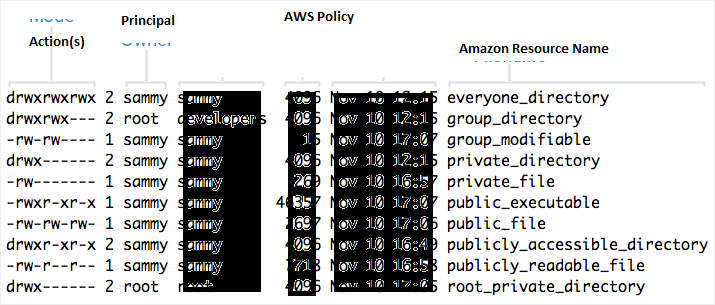 AWS Policy
Mode Principal
Action(s) Owner Amazon Resource Name
Filename
drwxrwxrwx 2 sammy sammy 4096 Nov 10 12:15 everyone_directory
drwxrwx--- 2 root developers 4096 Nov 10 12:15 group_directory
-rw-rw---- 1 sammy sammy 15 Nov 10 17:07 group_modifiable
drwx------ 2 sammy sammy 4096 Nov 10 12:15 private_directory
-rw------- 1 sammy sammy 269 Nov 10 16:57 private_file
-rwxr-xr-x 1 sammy sammy 46357 Nov 10 17:07 public_executable
-rw-rw-rw- 1 sammy sammy 2697 Nov 10 17:06 public_file
drwxr-xr-x 2 sammy sammy 4096 Nov 10 16:49 publicly_accessible_directory
-rw-r--r-- 1 sammy sammy 7718 Nov 10 16:58 publicly_readable_file
drwx------ 2 root root 4096 Nov 10 17:05 root_private_directory